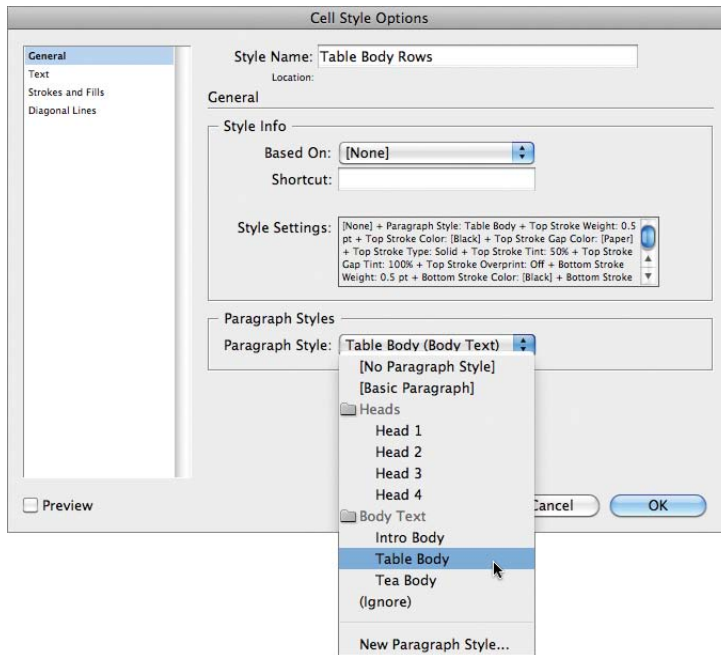 Cell Style Options
General
Text
Strokes and Fills
Diagonal Lines
Style Name: Table Body Rows
Location:
General
Style Info
Based On: [None]
Shortcut:
Style Settings: [None] + Paragraph Style: Table Body + Top Stroke Weight: 0.5
pt + Top Stroke Color: [Black] + Top Stroke Gap Color: [Paper]
+ Top Stroke Type: Solid + Top Stroke Tint: 50% + Top Stroke
Gap Tint: 100% + Top Stroke Overprint: Off + Bottom Stroke
Weight: 0.5 pt + Bottom Stroke Color: [Black] + Bottom Stroke
Paragraph Styles
Paragraph Style: Table Body (Body Text)
[No Paragraph Style]
[Basic Paragraph]
Heads
Head 1
Head 2
Head 3
Head 4
Body Text
Intro Body
Table Body
Tea Body
(Ignore)
New Paragraph Style...
Preview
Cancel
OK